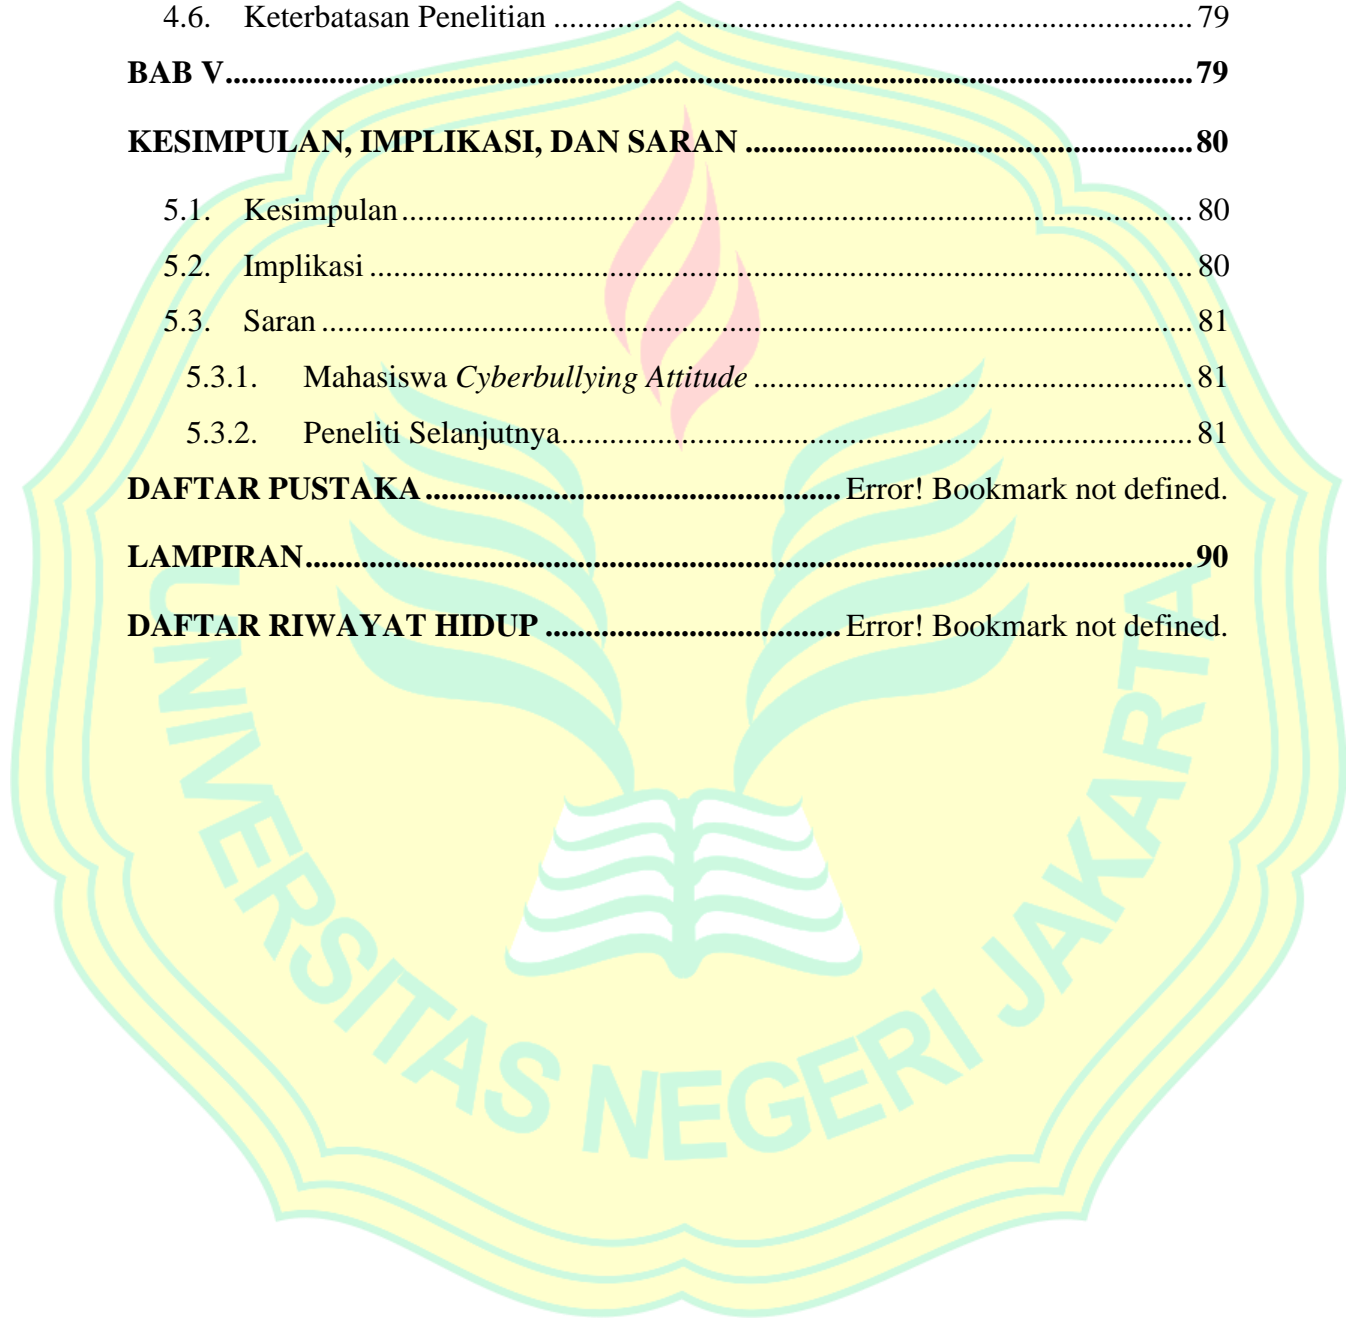 4.6. Keterbatasan Penelitian ........................................................................................ 79
BAB V.................................................................................................................... 79
KESIMPULAN, IMPLIKASI, DAN SARAN ..................................................... 80
5.1. Kesimpulan ............................................................................................... 80
5.2. Implikasi ................................................................................................... 80
5.3. Saran ......................................................................................................... 81
5.3.1. Mahasiswa Cyberbullying Attitude .................................................... 81
5.3.2. Peneliti Selanjutnya............................................................................ 81
DAFTAR PUSTAKA .................................................. Error! Bookmark not defined.
LAMPIRAN.......................................................................................................... 90
DAFTAR RIWAYAT HIDUP ................................... Error! Bookmark not defined.
UNIVERSITAS NEGERI JAKARTA